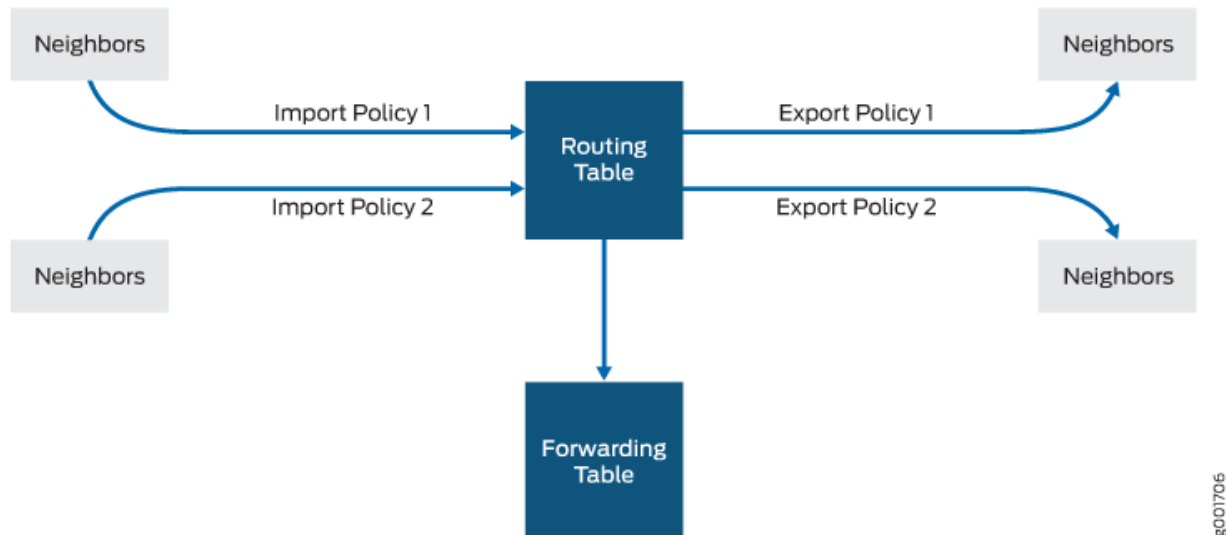 Neighbors
Neighbors
Import Policy 1
Export Policy 1
Routing
Table
Import Policy 2
Export Policy 2
Neighbors
Neighbors
Forwarding
Table
g001706